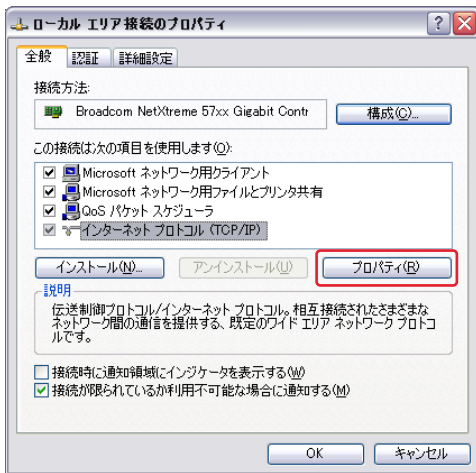 ローカル エリア接続のプロパティ
全般 認証 詳細設定
接続方法:
Broadcom NetXtreme 57xx Gigabit Contr
構成(C)...
この接続は次の項目を使用します(O):
Microsoft ネットワーク用クライアント
Microsoft ネットワーク用ファイルとプリンタ共有
QoS パケット スケジューラ
インターネット プロトコル (TCP/IP)
インストール(N)... アンインストール(U) プロパティ(R)
説明
伝送制御プロトコル/インターネット プロトコル。相互接続されたさまざまな
ネットワーク間の通信を提供する、既定のワイド エリア ネットワーク プロトコ
ルです。
接続時に通知領域にインジケータを表示する(W)
接続が限られているか利用不可能な場合に通知する(M)
OK キャンセル